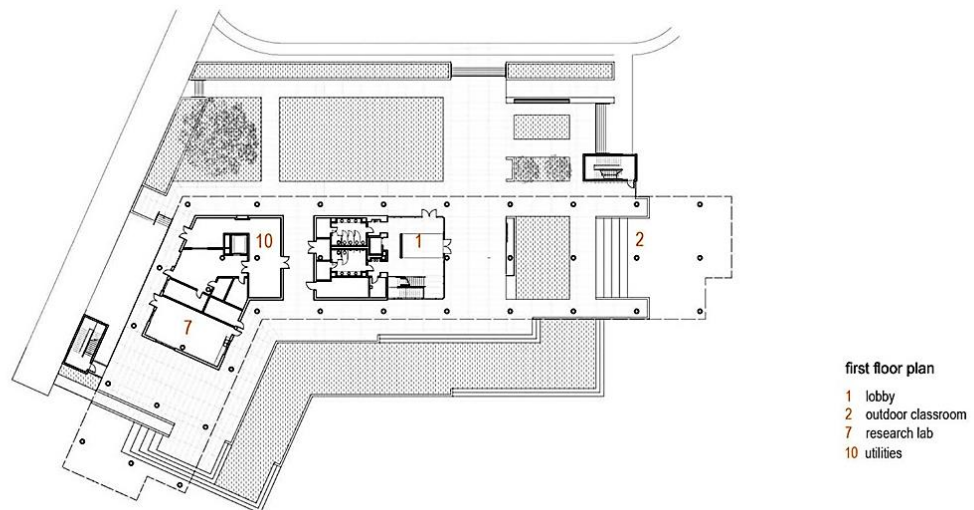 10
1
2
7
first floor plan
1 lobby
2 outdoor classroom
7 research lab
10 utilities